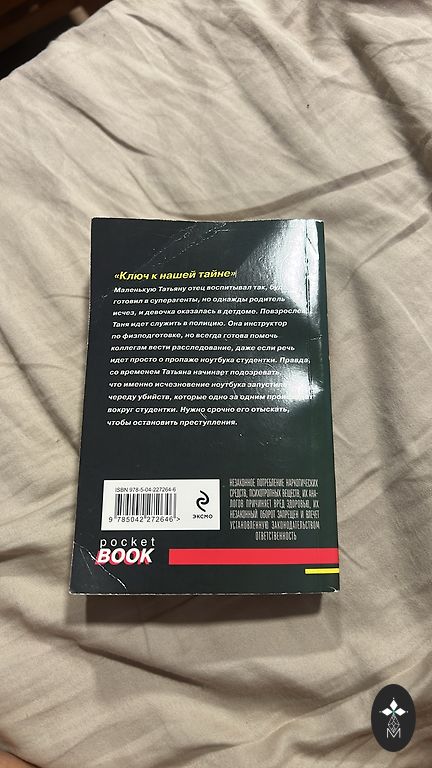 «Ключ к нашей тайне»
Маленькую Татьяну отец воспитывал так, буд
готовил в суперагенты, но однажды родитель
исчез, и девочка оказалась в детдоме. Повзрослев,
Таня идет служить в полицию. Она инструктор
по физподготовке, но всегда готова помочь
коллегам вести расследование, даже если речь
идет просто о пропаже ноутбука студентки. Правда,
со временем Татьяна начинает подозревать,
что именно исчезновение ноутбука запустило
череду убийств, которые одно за одним
вокруг студентки. Нужно срочно его отыскать,
чтобы остановить преступления.
ISBN 978-5-04-227264-6
9 785042 272646 >
ЭКСМО
НЕЗАКОННОЕ ПОТРЕБЛЕНИЕ НАРКОТИЧЕСКИХ
СРЕДСТВ, ПСИХОТРОПНЫХ ВЕЩЕСТВ, ИХ АНА-
ЛОГОВ ПРИЧИНЯЕТ ВРЕД ЗДОРОВЬЮ, ИХ
НЕЗАКОННЫЙ ОБОРОТ ЗАПРЕЩЕН И ВЛЕЧЕТ
УСТАНОВЛЕННУЮ ЗАКОНОДАТЕЛЬСТВОМ
ОТВЕТСТВЕННОСТЬ
pocket
BOOK
M